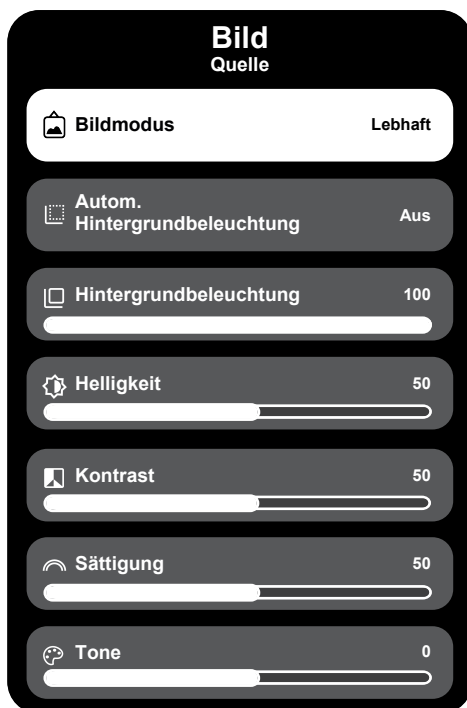 Bild
Quelle
Bildmodus Lebhaft
Autom.
Hintergrundbeleuchtung Aus
Hintergrundbeleuchtung 100
Helligkeit 50
Kontrast 50
Sättigung 50
Tone 0